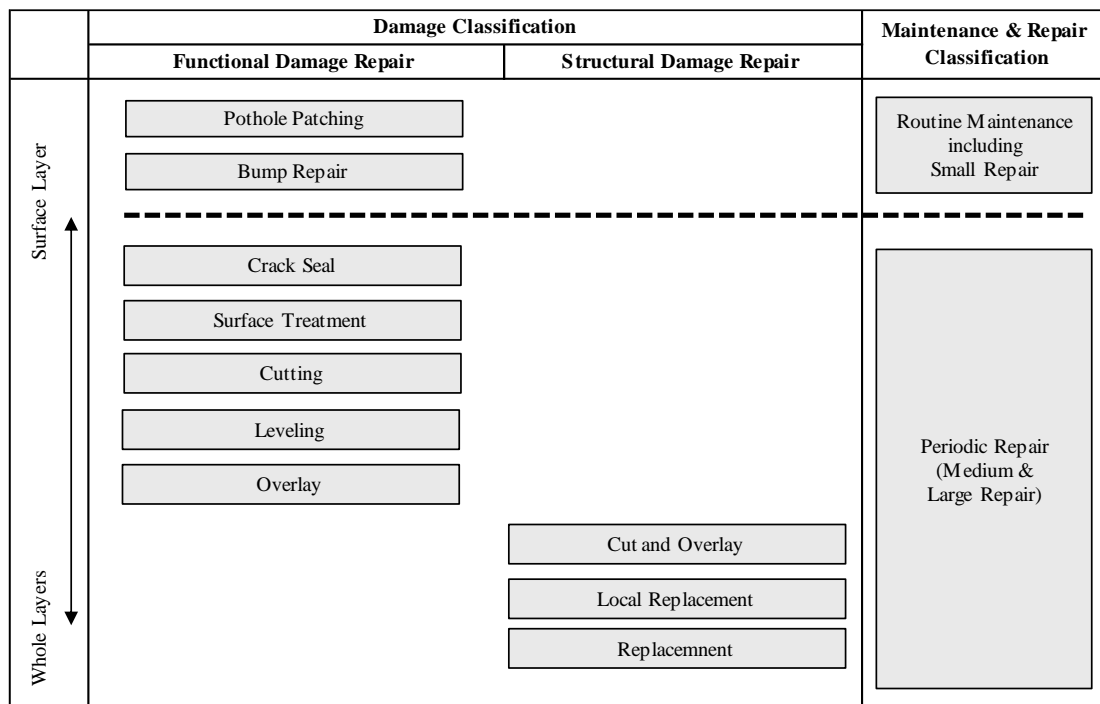 Damage Classification
Maintenance & Repair
Classification
Functional Damage Repair
Structural Damage Repair
Surface Layer
Whole Layers
Pothole Patching
Bump Repair
Routine Maintenance
including
Small Repair
Crack Seal
Surface Treatment
Cutting
Leveling
Overlay
Cut and Overlay
Local Replacement
Replacemnent
Periodic Repair
(Medium &
Large Repair)